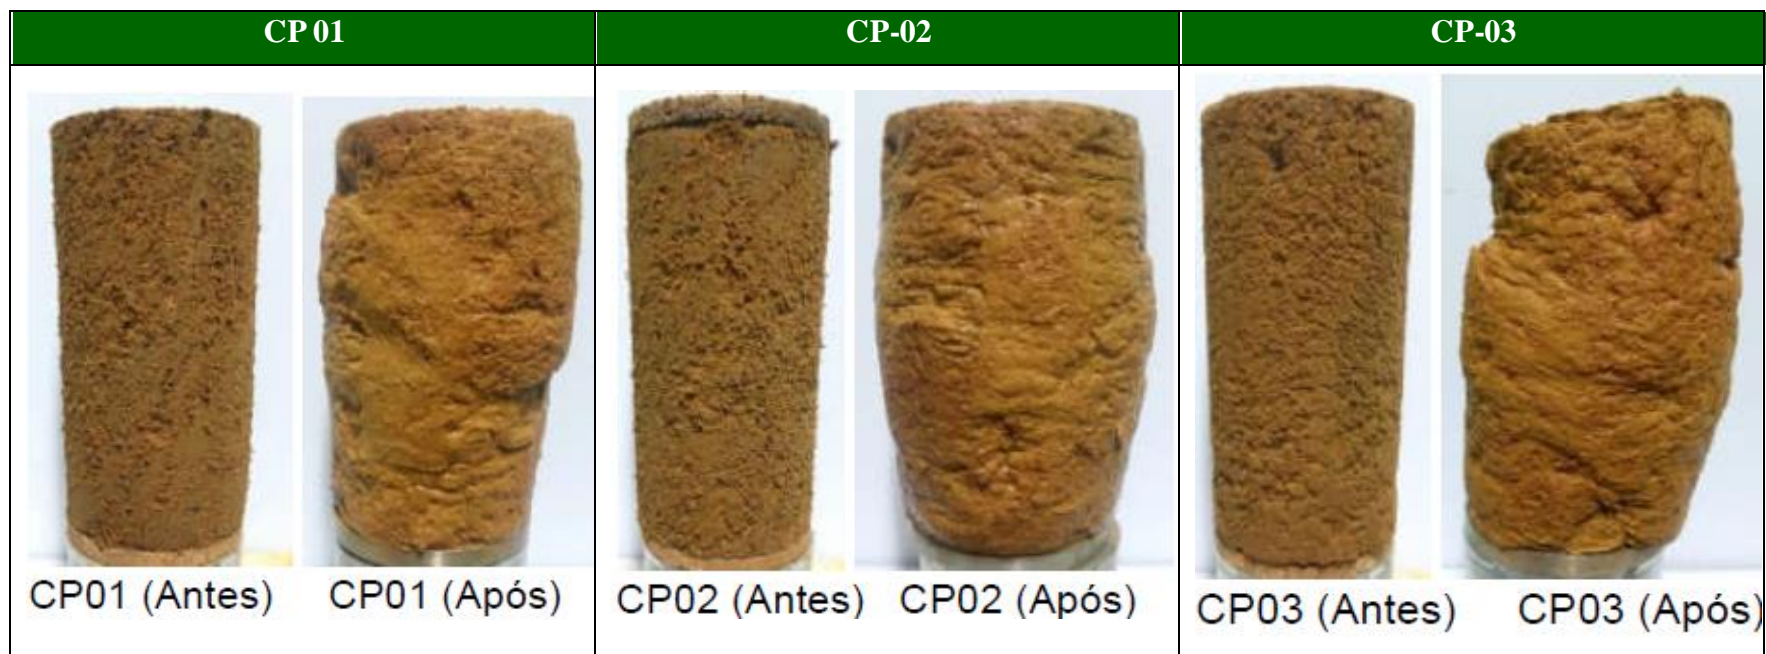 CP 01
CP-02
CP-03
CP01 (Antes)
CP01 (Após)
CP02 (Antes)
CP02 (Após)
CP03 (Antes)
CP03 (Após)